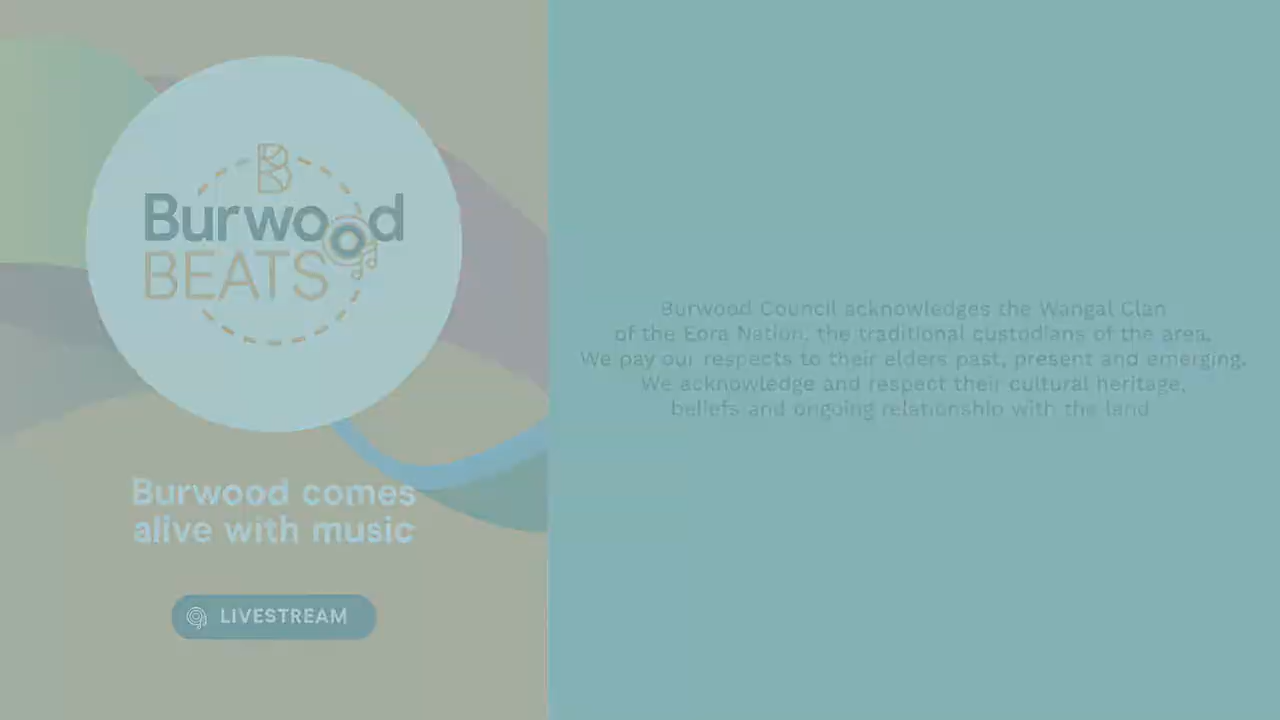 B
Burwood
BEATS
Burwood comes
alive with music
LIVESTREAM
Burwood Council acknowledges the Wangal Clan
of the Eora Nation, the traditional custodians of the area.
We pay our respects to their elders past, present and emerging.
We acknowledge and respect their cultural heritage,
beliefs and ongoing relationship with the land